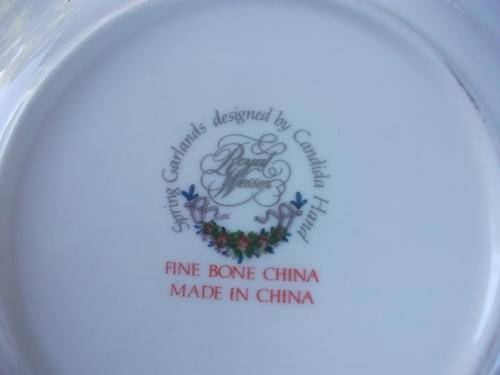 Spring Garlands designed by Candida Hand
Royal
Wessex
FINE BONE CHINA
MADE IN CHINA